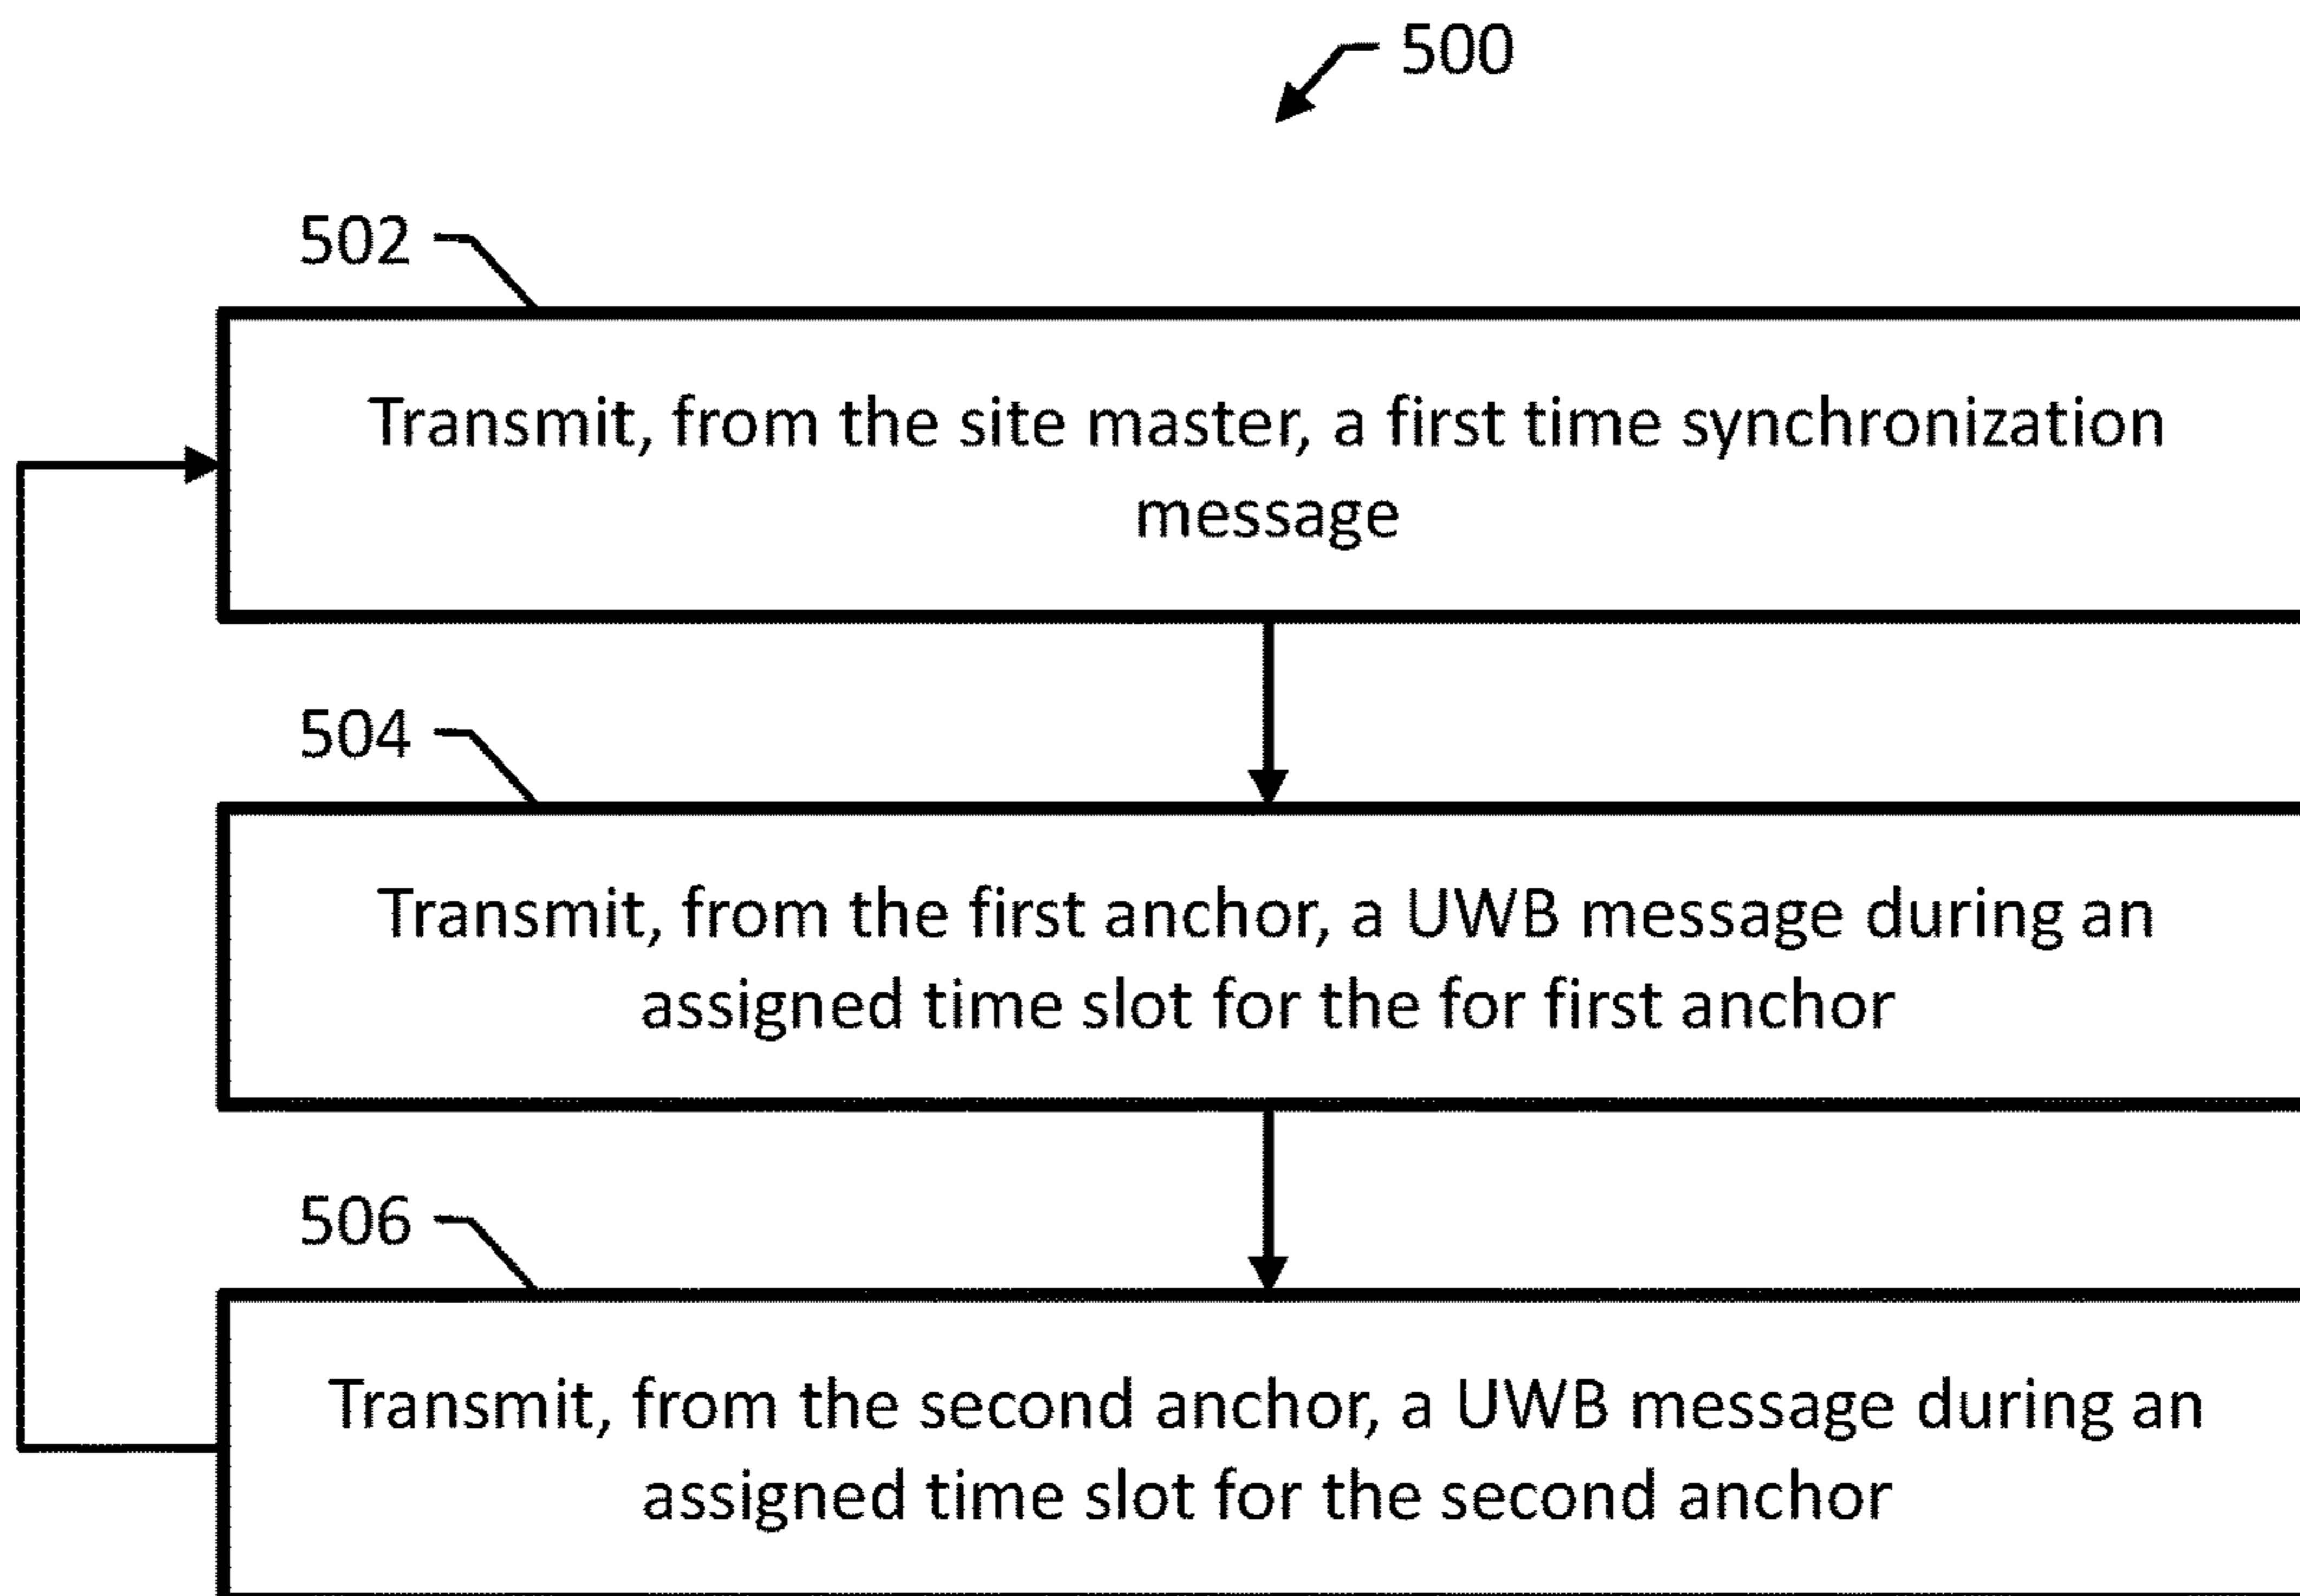 500
502
Transmit, from the site master, a first time synchronization
message
504
Transmit, from the first anchor, a UWB message during an
assigned time slot for the for first anchor
506
Transmit, from the second anchor, a UWB message during an
assigned time slot for the second anchor